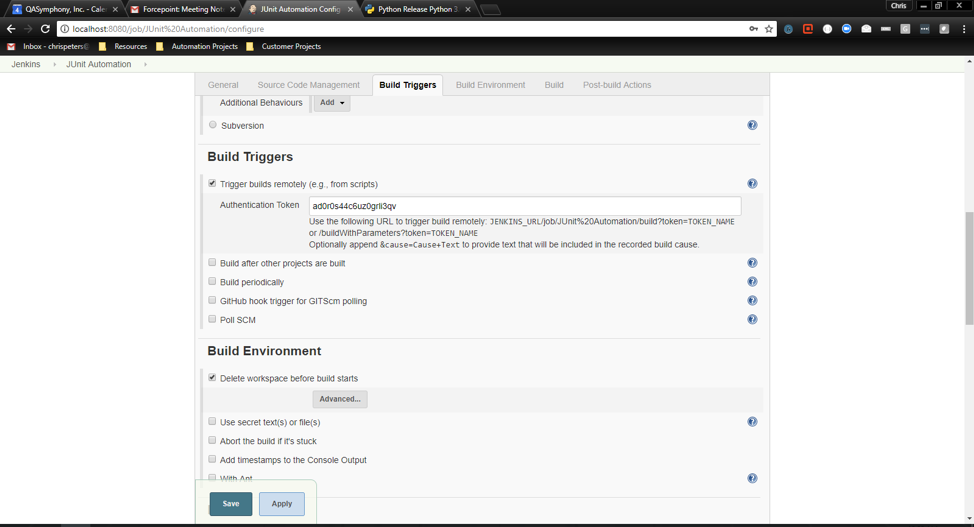 QASymphony, Inc. - Cale
Forcepoint: Meeting Not
JUnit Automation Config
Python Release Python 3.
Chris
localhost:8080/job/JUnit%20Automation/configure
Inbox - chrispeters@
Resources
Automation Projects
Customer Projects
Jenkins
JUnit Automation
General
Source Code Management
Build Triggers
Build Environment
Build
Post-build Actions
Additional Behaviours
Add
Subversion
Build Triggers
Trigger builds remotely (e.g., from scripts)
Authentication Token
ad0r0s44c6uz0grli3qv
Use the following URL to trigger build remotely: JENKINS_URL/job/JUnit%20Automation/build?token=TOKEN_NAME
or /buildWithParameters?token=TOKEN_NAME
Optionally append &cause=Cause+Text to provide text that will be included in the recorded build cause.
Build after other projects are built
Build periodically
GitHub hook trigger for GITScm polling
Poll SCM
Build Environment
Delete workspace before build starts
Advanced...
Use secret text(s) or file(s)
Abort the build if it's stuck
Add timestamps to the Console Output
With Ant
Save
Apply